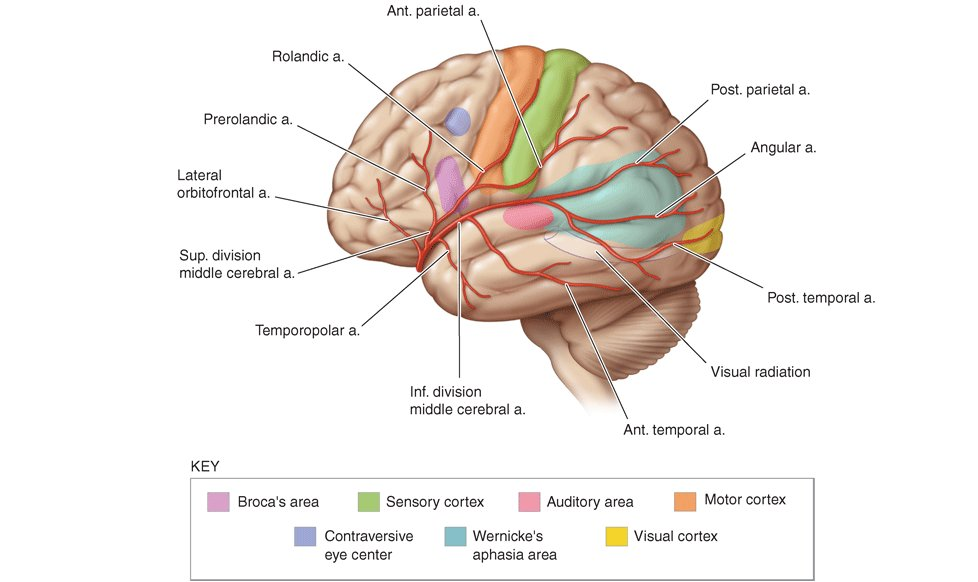 Ant. parietal a.
Rolandic a.
Post. parietal a.
Prerolandic a.
Angular a.
Lateral
orbitofrontal a.
Sup. division
middle cerebral a.
Post. temporal a.
Temporopolar a.
Visual radiation
Inf. division
middle cerebral a.
Ant. temporal a.
KEY
Broca's area
Sensory cortex
Auditory area
Motor cortex
Contraversive
eye center
Wernicke's
aphasia area
Visual cortex